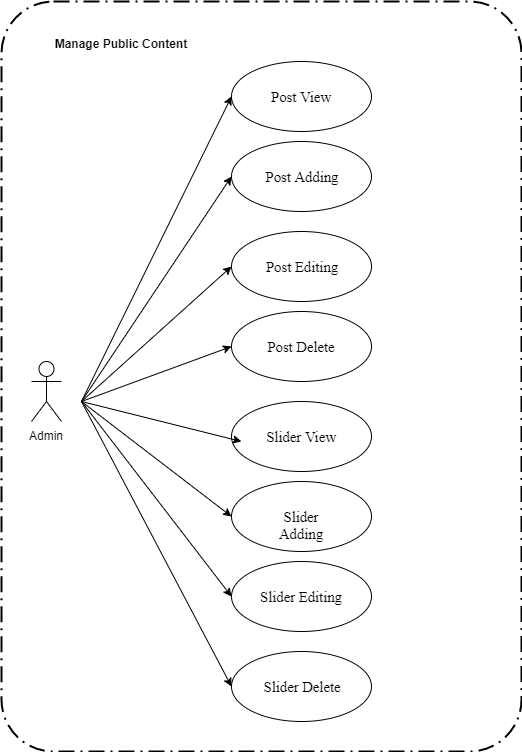 Manage Public Content
Post View
Post Adding
Post Editing
Post Delete
Admin
Slider View
Slider
Adding
Slider Editing
Slider Delete